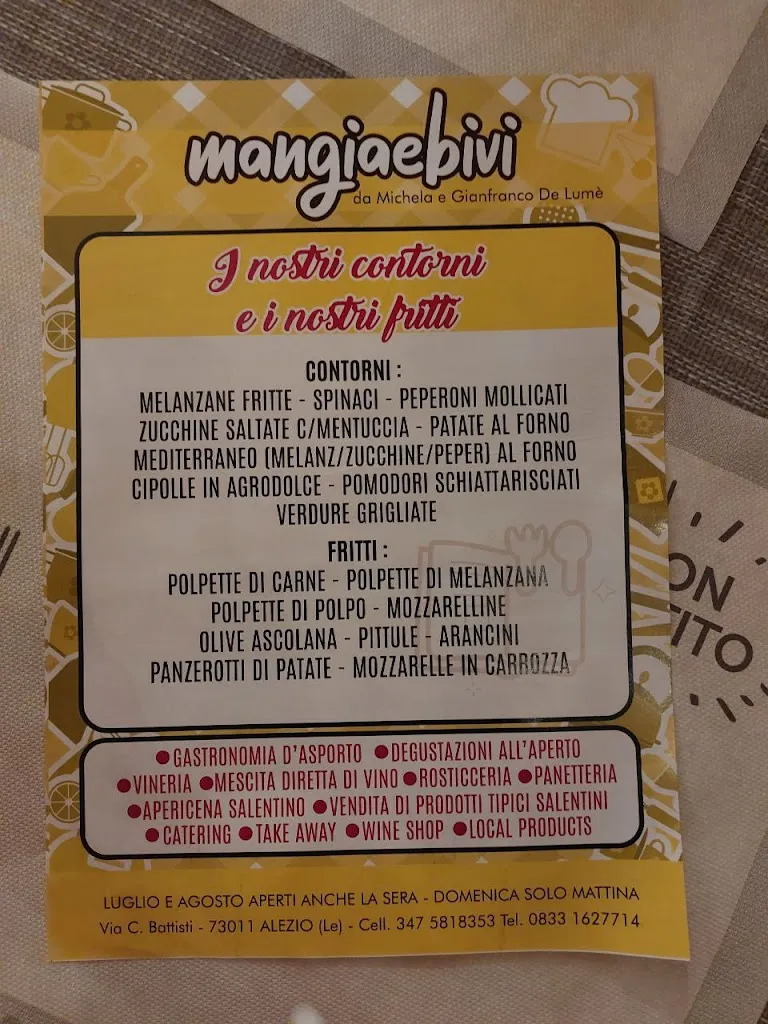 mangiaebivi
da Michela e Gianfranco De Lumè
I nostri contorni
e i nostri fritti
CONTORNI :
MELANZANE FRITTE - SPINACI - PEPERONI MOLLICATI
ZUCCHINE SALTATE C/MENTUCCIA - PATATE AL FORNO
MEDITERRANEO (MELANZ/ZUCCHINE/PEPER) AL FORNO
CIPOLLE IN AGRODOLCE - POMODORI SCHIATTARISCIATI
VERDURE GRIGLIATE
FRITTI :
POLPETTE DI CARNE - POLPETTE DI MELANZANA
POLPETTE DI POLPO - MOZZARELLINE
OLIVE ASCOLANA - PITTULE - ARANCINI
PANZEROTTI DI PATATE - MOZZARELLE IN CARROZZA
●GASTRONOMIA D'ASPORTO ●DEGUSTAZIONI ALL'APERTO
●VINERIA ●MESCITA DIRETTA DI VINO ●ROSTICCERIA ●PANETTERIA
●APERICENA SALENTINO ●VENDITA DI PRODOTTI TIPICI SALENTINI
●CATERING ●TAKE AWAY ●WINE SHOP ●LOCAL PRODUCTS
LUGLIO E AGOSTO APERTI ANCHE LA SERA - DOMENICA SOLO MATTINA
Via C. Battisti - 73011 ALEZIO (Le) - Cell. 347 5818353 Tel. 0833 1627714
ON
TITO